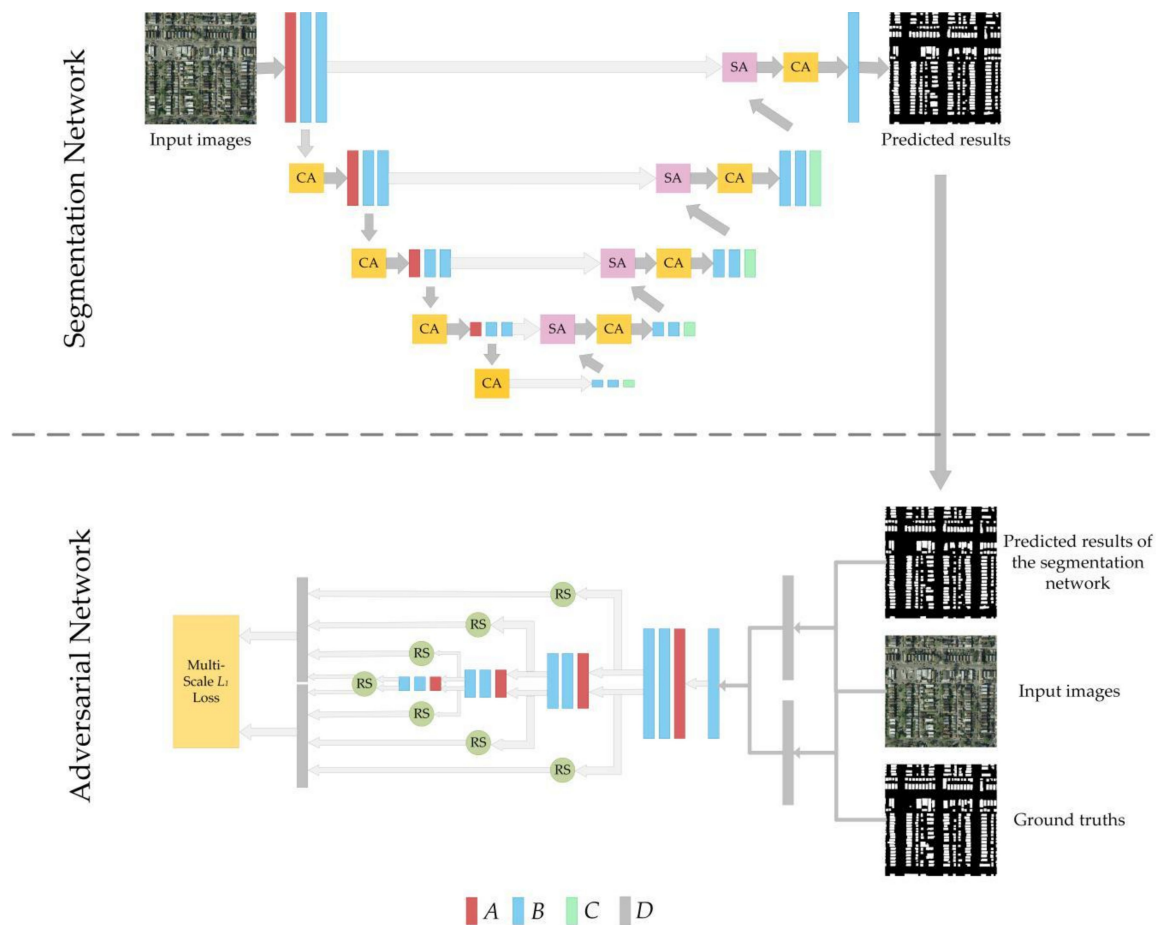 Segmentation Network
Input images
SA
CA
Predicted results
CA
SA
CA
CA
SA
CA
CA
SA
CA
CA
Adversarial Network
Predicted results of
the segmentation
network
Input images
Ground truths
RS
RS
RS
RS
RS
RS
RS
Multi-
Scale L₁
Loss
A
B
C
D